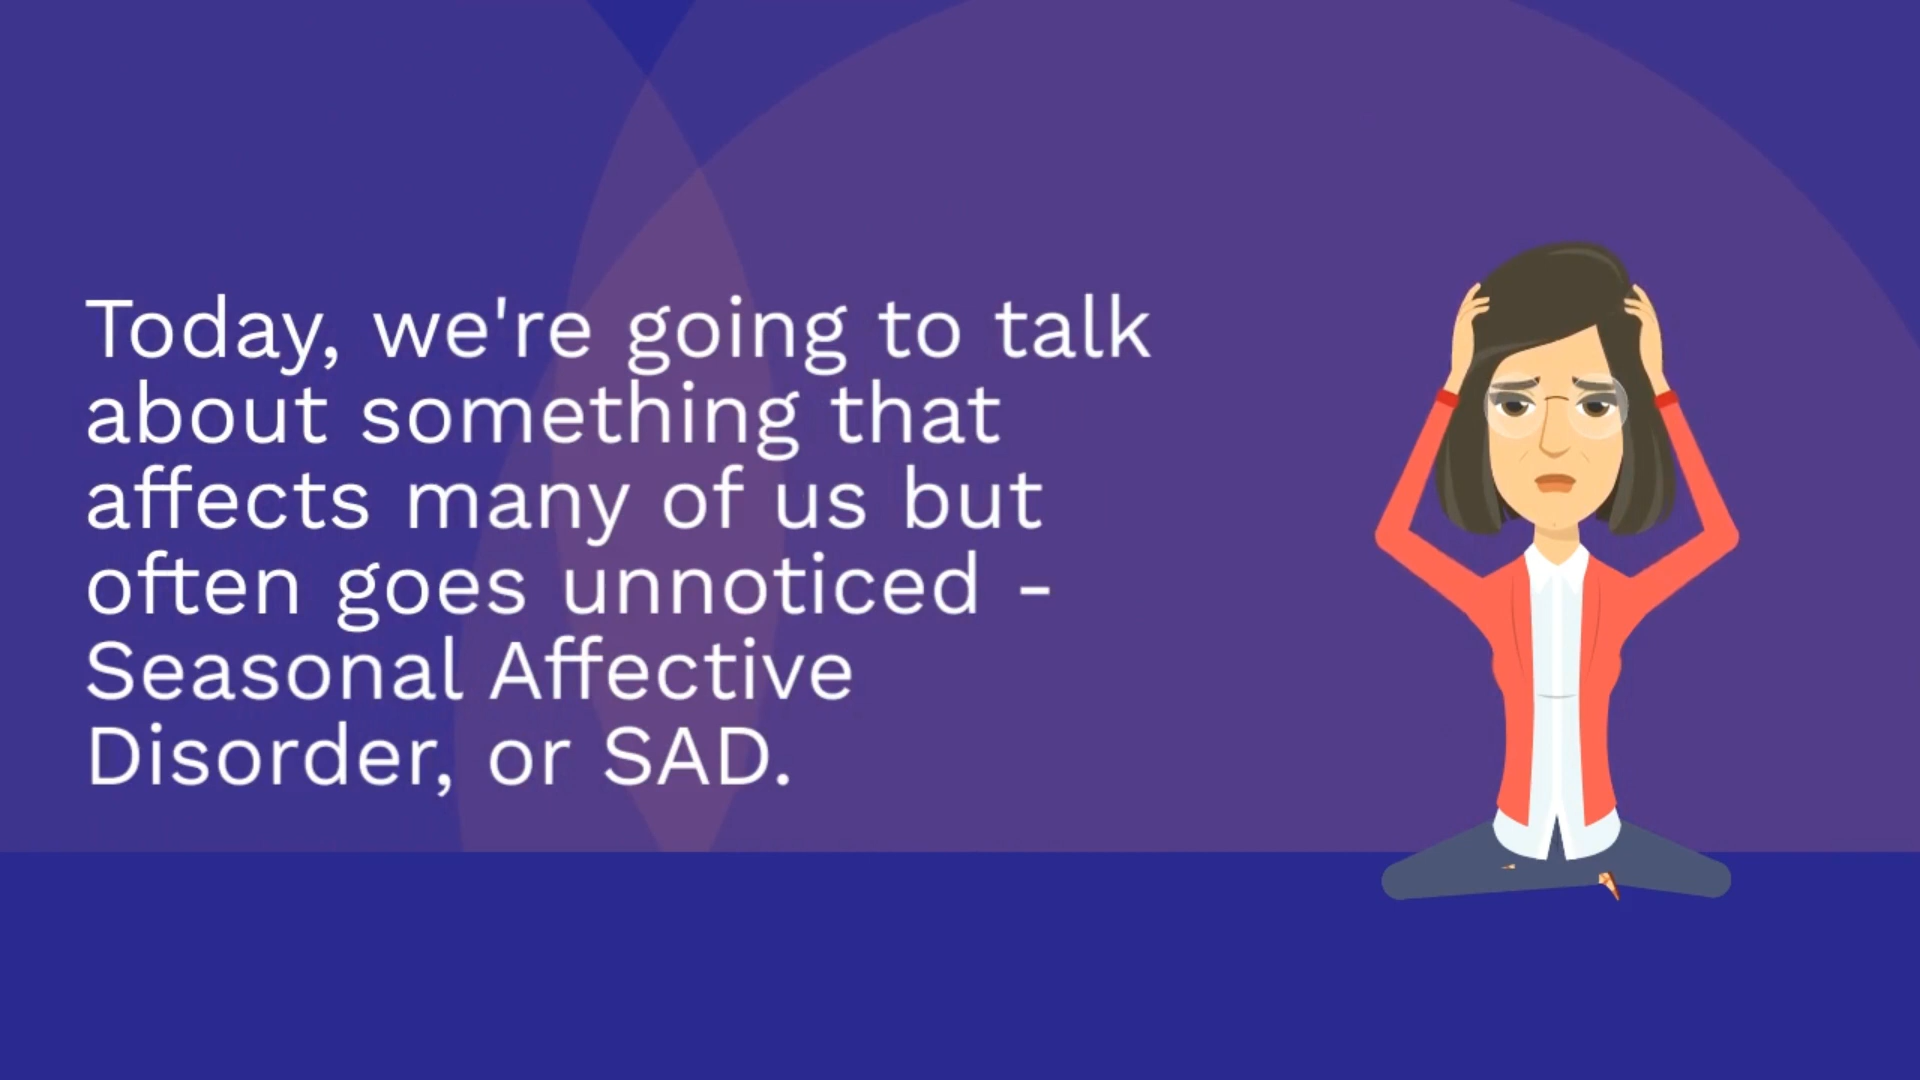 Today, we're going to talk
about something that
affects many of us but
often goes unnoticed -
Seasonal Affective
Disorder, or SAD.